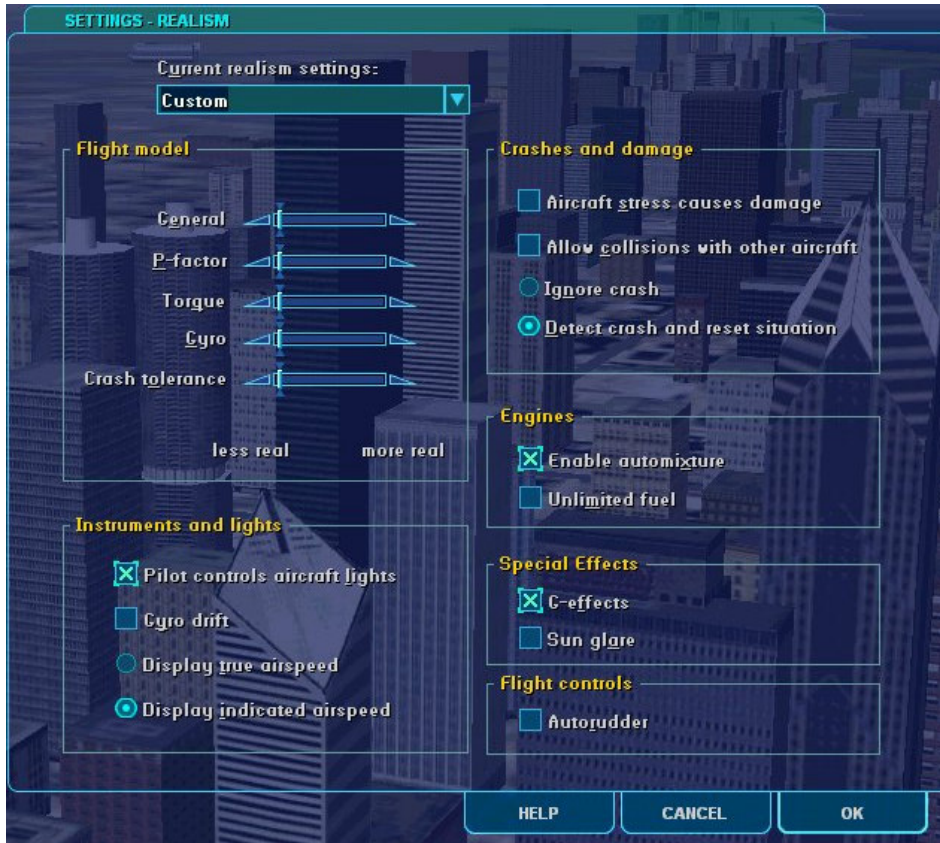 SETTINGS - REALISM
Current realism settings:
Custom
Flight model
General
P-factor
Torque
Gyro
Crash tolerance
less real more real
Instruments and lights
Pilot controls aircraft lights
Gyro drift
Display true airspeed
Display indicated airspeed
Crashes and damage
Aircraft stress causes damage
Allow collisions with other aircraft
Ignore crash
Detect crash and reset situation
Engines
Enable automixture
Unlimited fuel
Special Effects
G-effects
Sun glare
Flight controls
Autorudder
HELP CANCEL OK